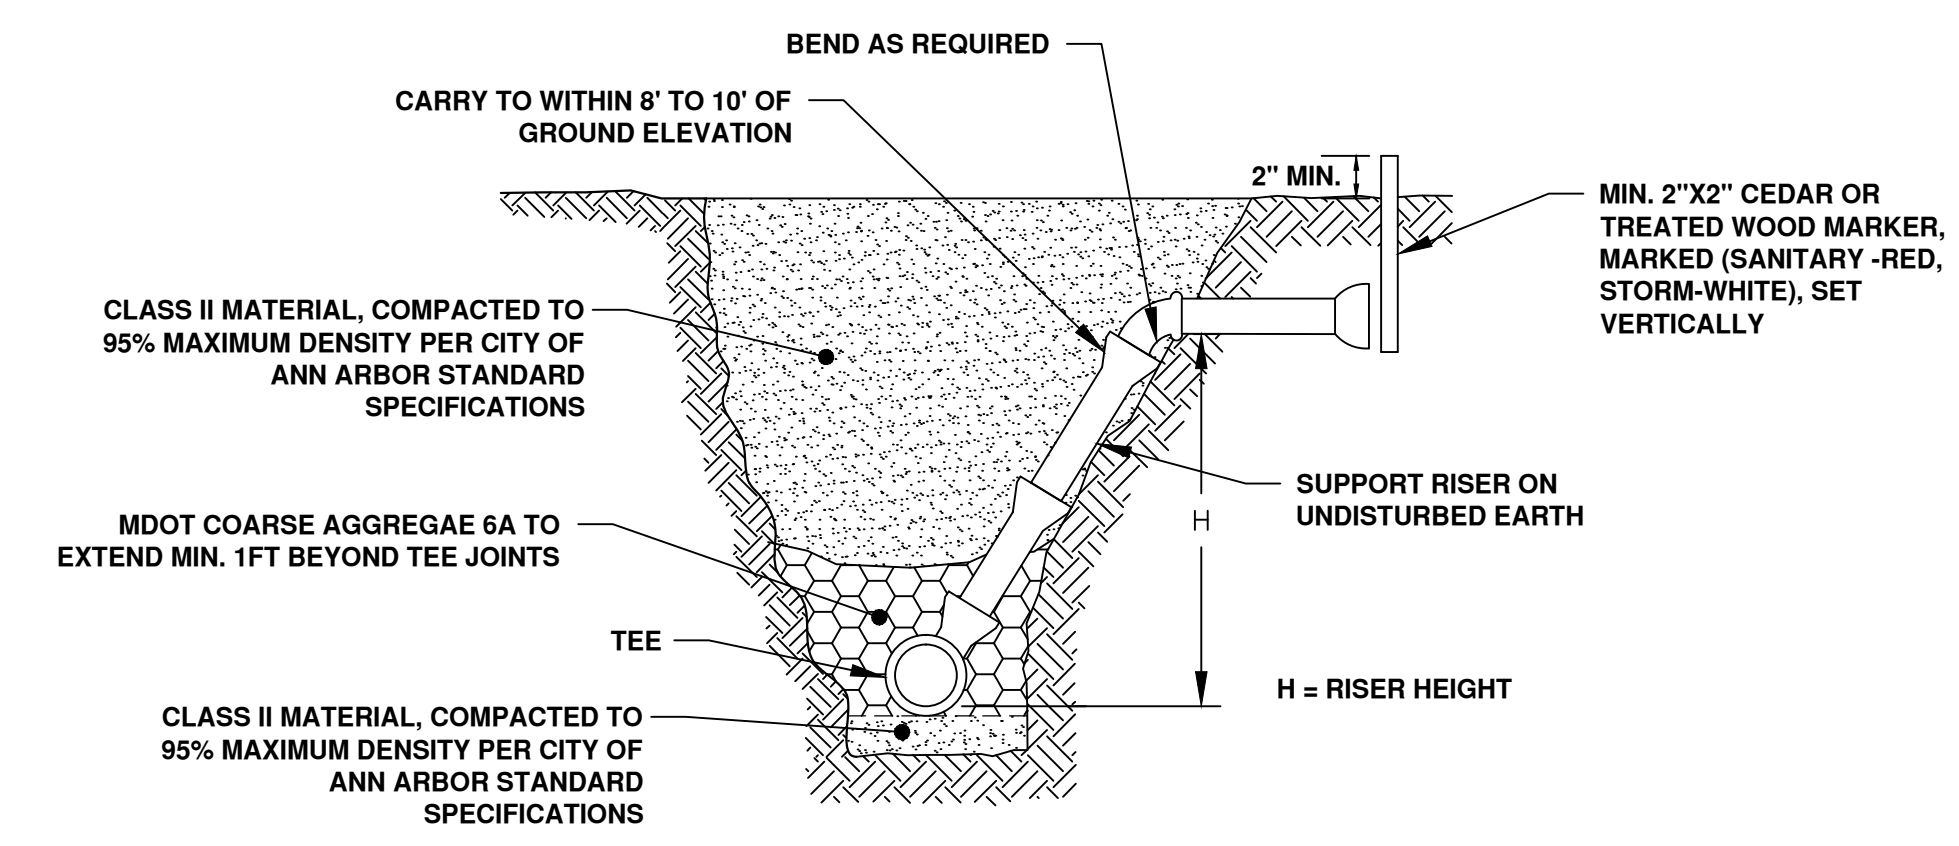 BEND AS REQUIRED
CARRY TO WITHIN 8' TO 10' OF
GROUND ELEVATION
2" MIN.
MIN. 2"X2" CEDAR OR
TREATED WOOD MARKER,
MARKED (SANITARY -RED,
STORM-WHITE), SET
VERTICALLY
CLASS II MATERIAL, COMPACTED TO
95% MAXIMUM DENSITY PER CITY OF
ANN ARBOR STANDARD
SPECIFICATIONS
SUPPORT RISER ON
UNDISTURBED EARTH
H
MDOT COARSE AGGREGAE 6A TO
EXTEND MIN. 1FT BEYOND TEE JOINTS
TEE
H = RISER HEIGHT
CLASS II MATERIAL, COMPACTED TO
95% MAXIMUM DENSITY PER CITY OF
ANN ARBOR STANDARD
SPECIFICATIONS